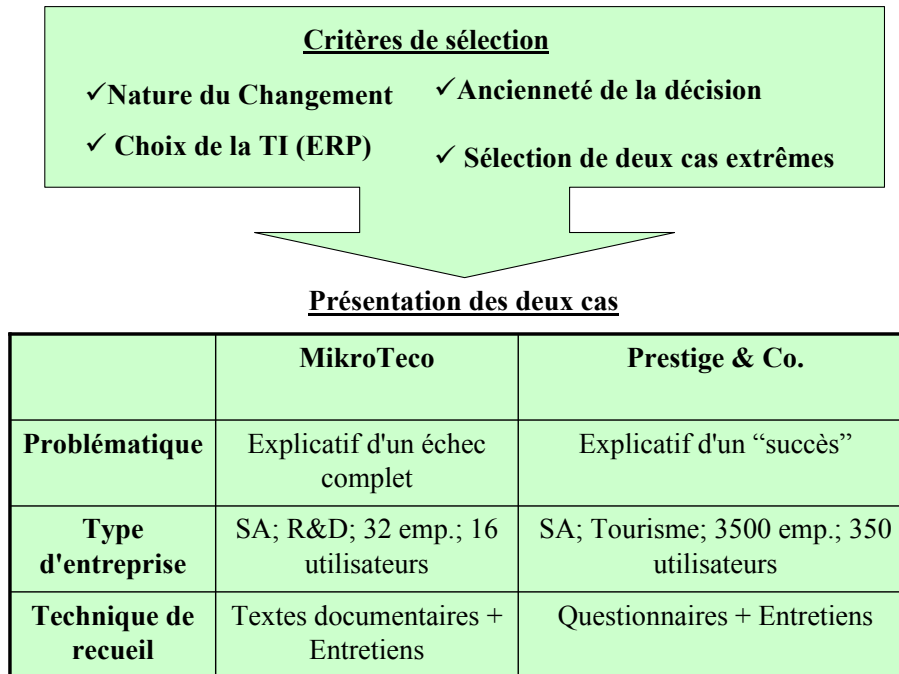 Critères de sélection
✓Nature du Changement ✓Ancienneté de la décision
✓ Choix de la TI (ERP) ✓ Sélection de deux cas extrêmes
Présentation des deux cas
MikroTeco Prestige & Co.
Problématique Explicatif d'un échec Explicatif d'un “succès”
complet
Type SA; R&D; 32 emp.; 16 SA; Tourisme; 3500 emp.; 350
d'entreprise utilisateurs utilisateurs
Technique de Textes documentaires + Questionnaires + Entretiens
recueil Entretiens